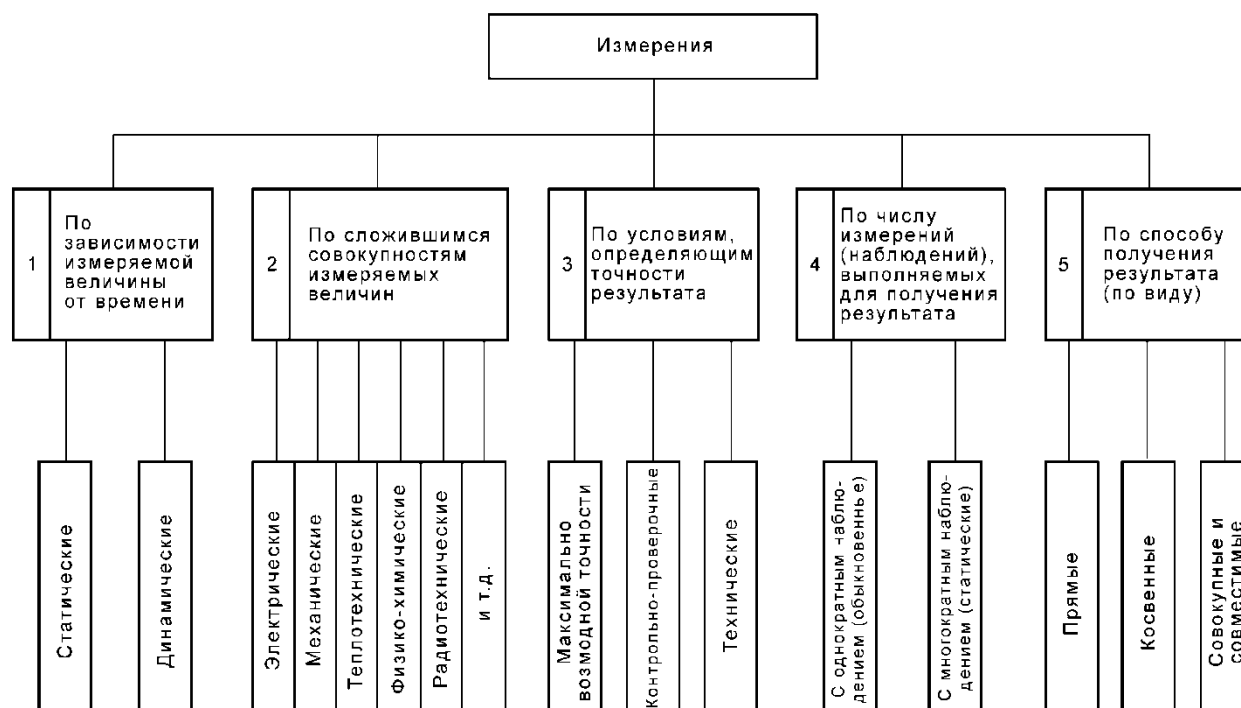 Измерения
1
По
зависимости
измеряемой
величины
от времени
2
По сложившимся
совокупностям
измеряемых
величин
3
По условиям,
определяющим
точности
результата
4
По числу
измерений
(наблюдений),
выполняемых
для получения
результата
5
По способу
получения
результата
(по виду)
Статические
Динамические
Электрические
Механические
Теплотехнические
Физико-химические
Радиотехнические
и т.д.
Максимально
возмодной точности
Контрольно-проверочные
Технические
С однократным наблю-
дением (обыкновеннье)
С многократным наблю-
дением (статические)
Прямые
Косвенные
Совокупные и
совместимые